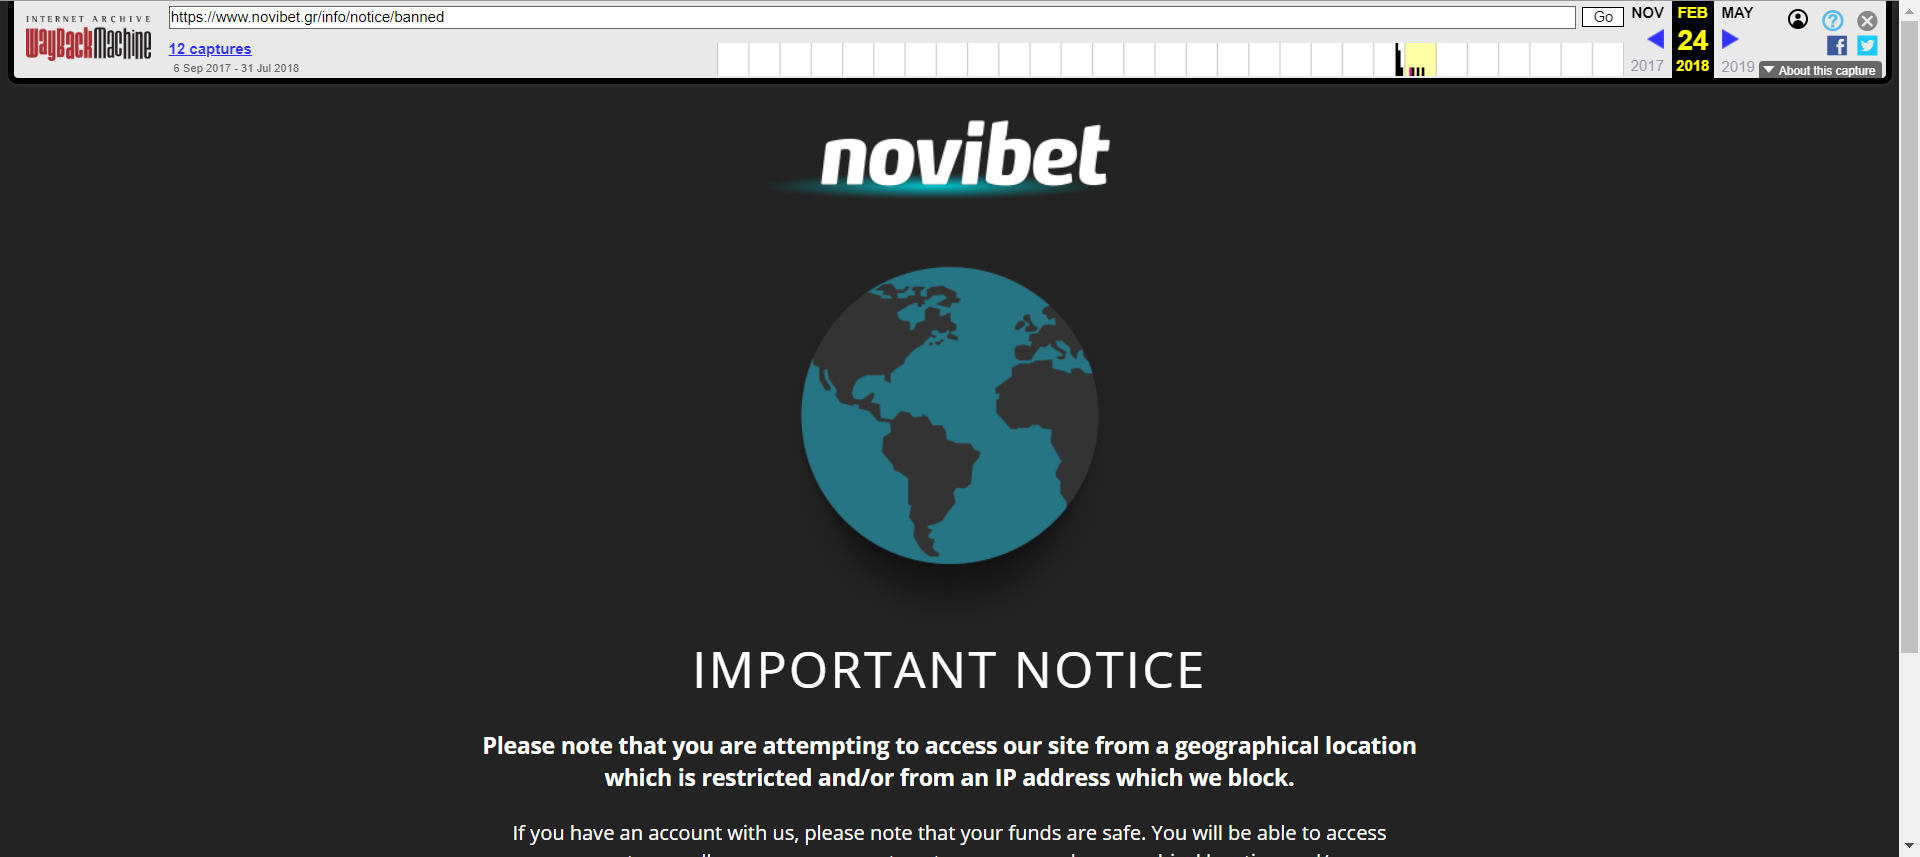 INTERNET ARCHIVE
WayBackMachine
https://www.novibet.gr/info/notice/banned
Go
12 captures
6 Sep 2017 - 31 Jul 2018
NOV
FEB
MAY
24
2017
2018
2019
?
f
About this capture
novibet
IMPORTANT NOTICE
Please note that you are attempting to access our site from a geographical location
which is restricted and/or from an IP address which we block.
If you have an account with us, please note that your funds are safe. You will be able to access